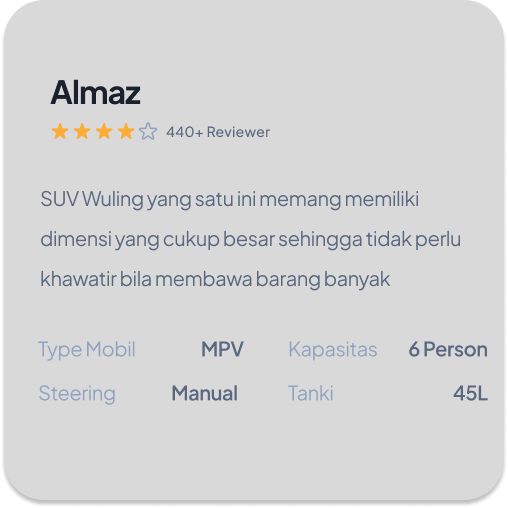 Almaz
440+ Reviewer
SUV Wuling yang satu ini memang memiliki
dimensi yang cukup besar sehingga tidak perlu
khawatir bila membawa barang banyak
Type Mobil MPV Kapasitas 6 Person
Steering Manual Tanki 45L